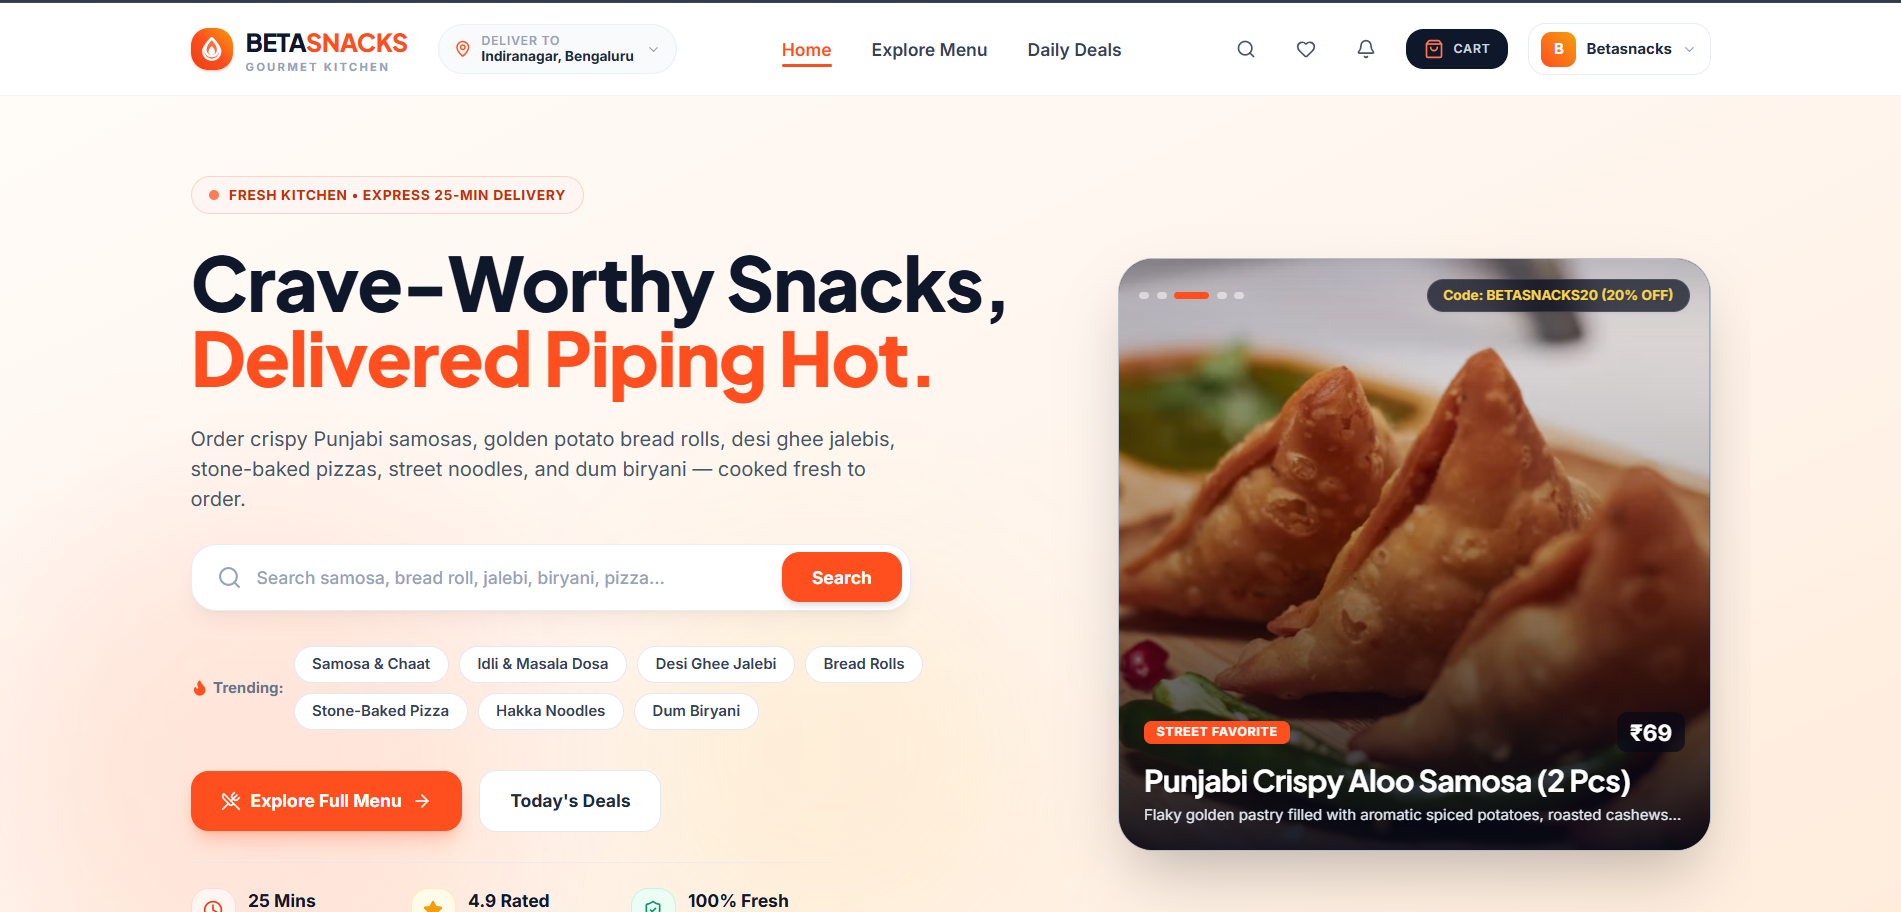 BETASNACKS
GOURMET KITCHEN
DELIVER TO
Indiranagar, Bengaluru
Home
Explore Menu
Daily Deals
CART
B
Betasnacks
FRESH KITCHEN • EXPRESS 25-MIN DELIVERY
Crave-Worthy Snacks,
Delivered Piping Hot.
Order crispy Punjabi samosas, golden potato bread rolls, desi ghee jalebis,
stone-baked pizzas, street noodles, and dum biryani — cooked fresh to
order.
Search samosa, bread roll, jalebi, biryani, pizza...
Search
Trending:
Samosa & Chaat
Idli & Masala Dosa
Desi Ghee Jalebi
Bread Rolls
Stone-Baked Pizza
Hakka Noodles
Dum Biryani
Explore Full Menu
Today's Deals
25 Mins
4.9 Rated
100% Fresh
Code: BETASNACKS20 (20% OFF)
STREET FAVORITE
₹69
Punjabi Crispy Aloo Samosa (2 Pcs)
Flaky golden pastry filled with aromatic spiced potatoes, roasted cashews...